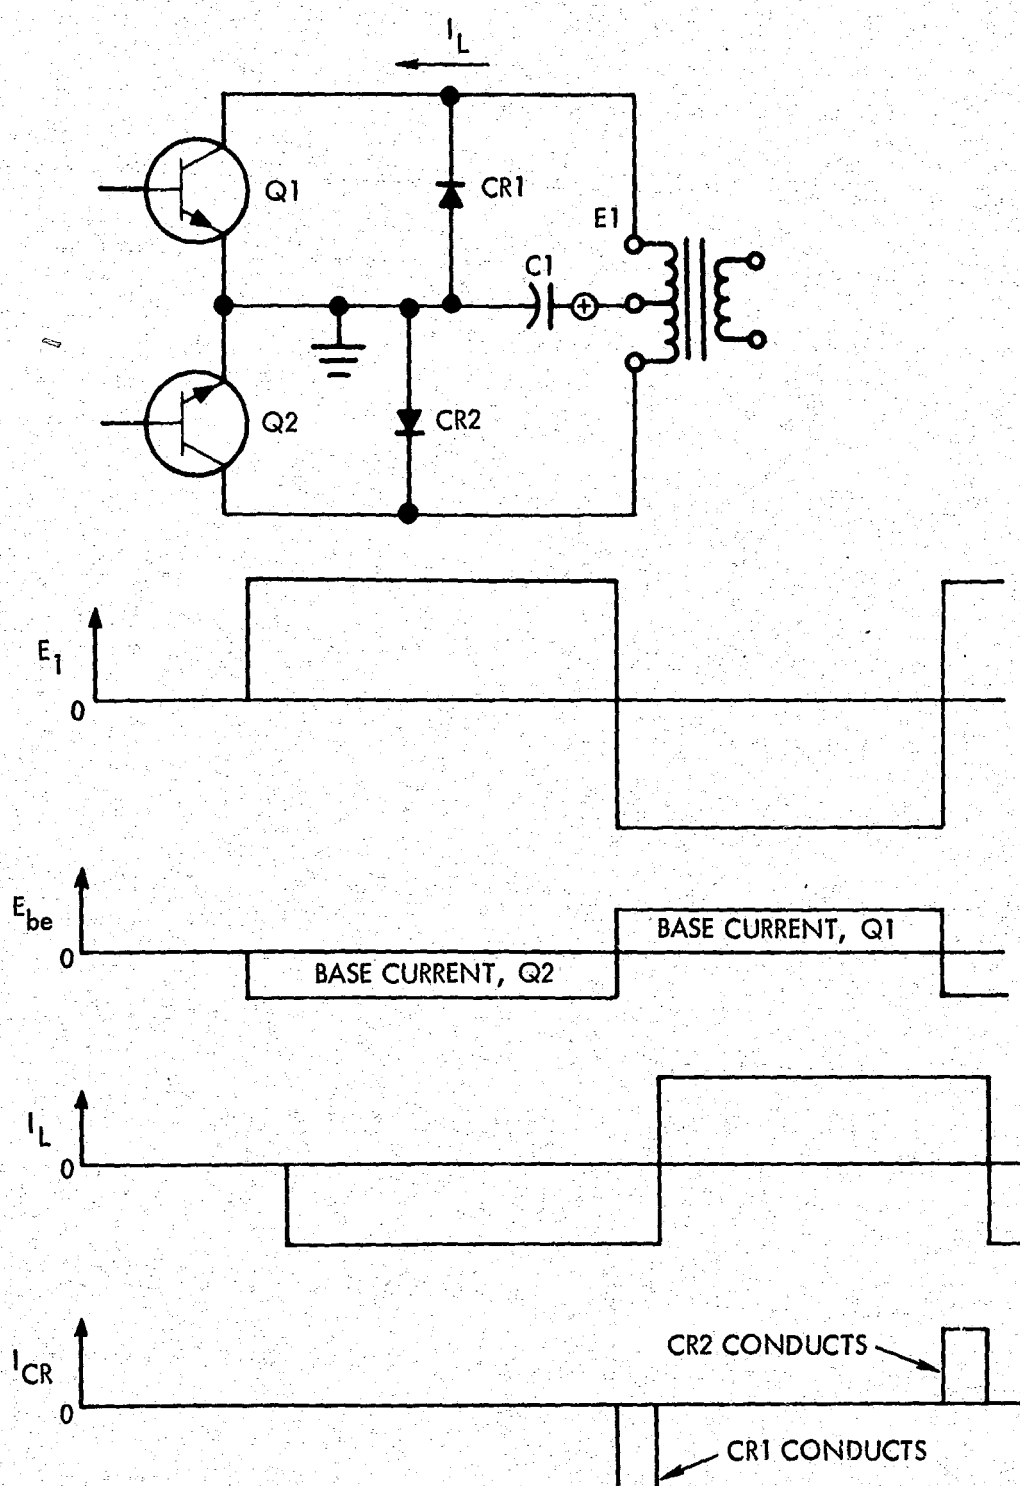 I_L
Q1
CR1
E1
C1
+
Q2
CR2
E_1
0
E_be
0
BASE CURRENT, Q1
BASE CURRENT, Q2
I_L
0
CR2 CONDUCTS
I_CR
0
CR1 CONDUCTS